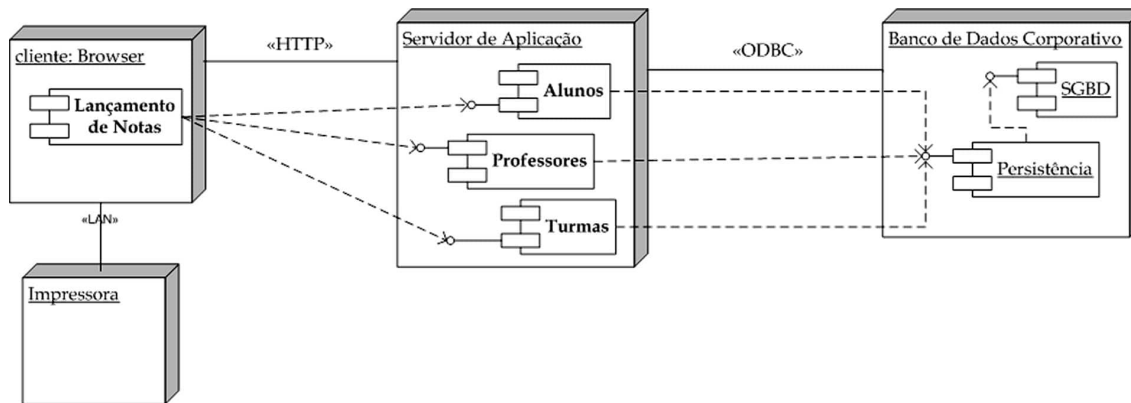 cliente: Browser
Lançamento
de Notas
«HTTP»
Servidor de Aplicação
Alunos
Professores
Turmas
«ODBC»
Banco de Dados Corporativo
SGBD
Persistência
«LAN»
Impressora